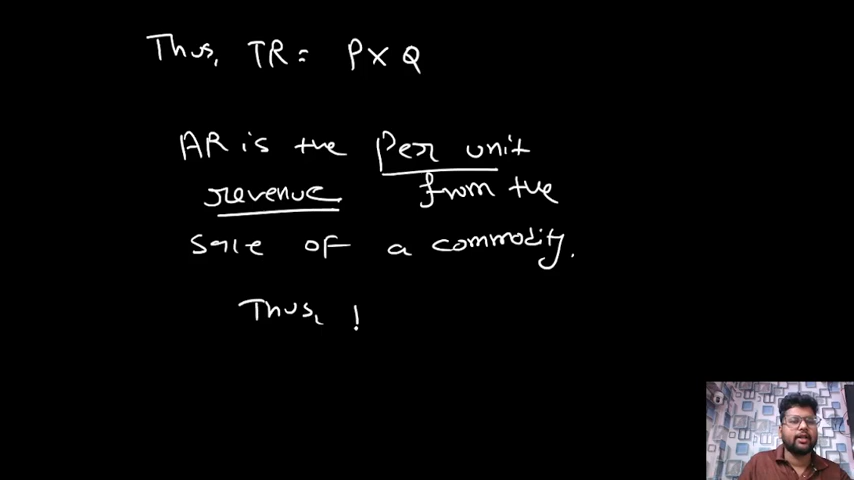 Thus, TR = P X Q
AR is the Per unit
revenue from the
sale of a commodity.
Thus, !